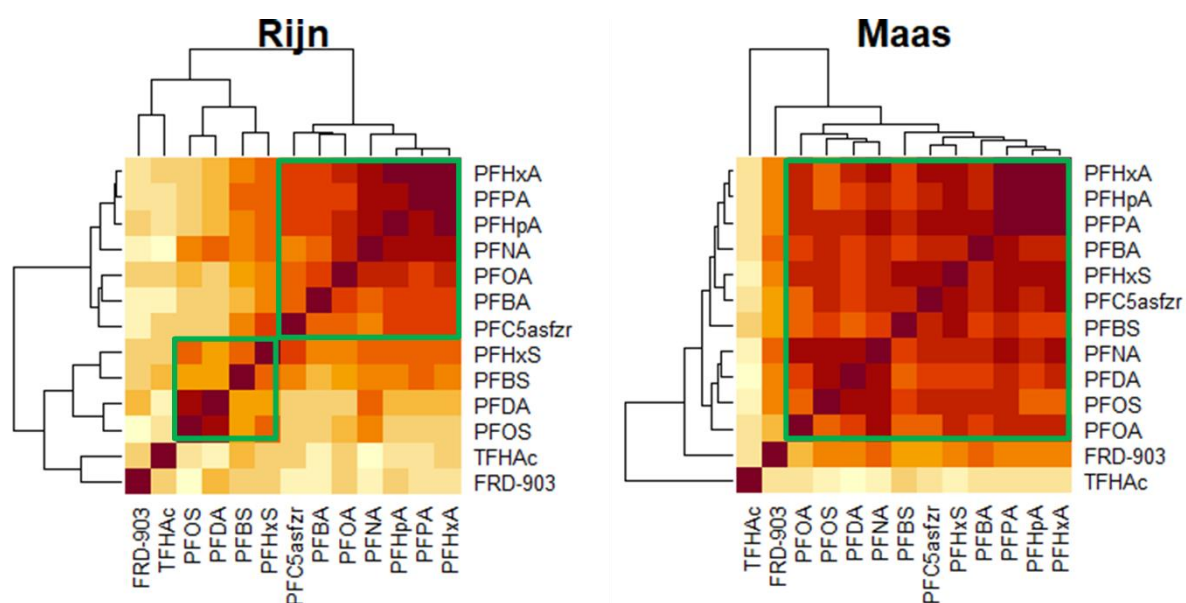 Rijn
PFHxA
PFPA
PFHpA
PFNA
PFOA
PFBA
PFC5asfzr
PFHxS
PFBS
PFDA
PFOS
TFHAc
FRD-903
FRD-903
TFHAc
PFOS
PFDA
PFBS
PFHxS
PFC5asfzr
PFBA
PFOA
PFNA
PFHpA
PFPA
PFHxA
Maas
PFHxA
PFHpA
PFPA
PFBA
PFHxS
PFC5asfzr
PFBS
PFNA
PFDA
PFOS
PFOA
FRD-903
TFHAc
TFHAc
FRD-903
PFOA
PFOS
PFDA
PFNA
PFBS
PFC5asfzr
PFHxS
PFBA
PFPA
PFHpA
PFHxA